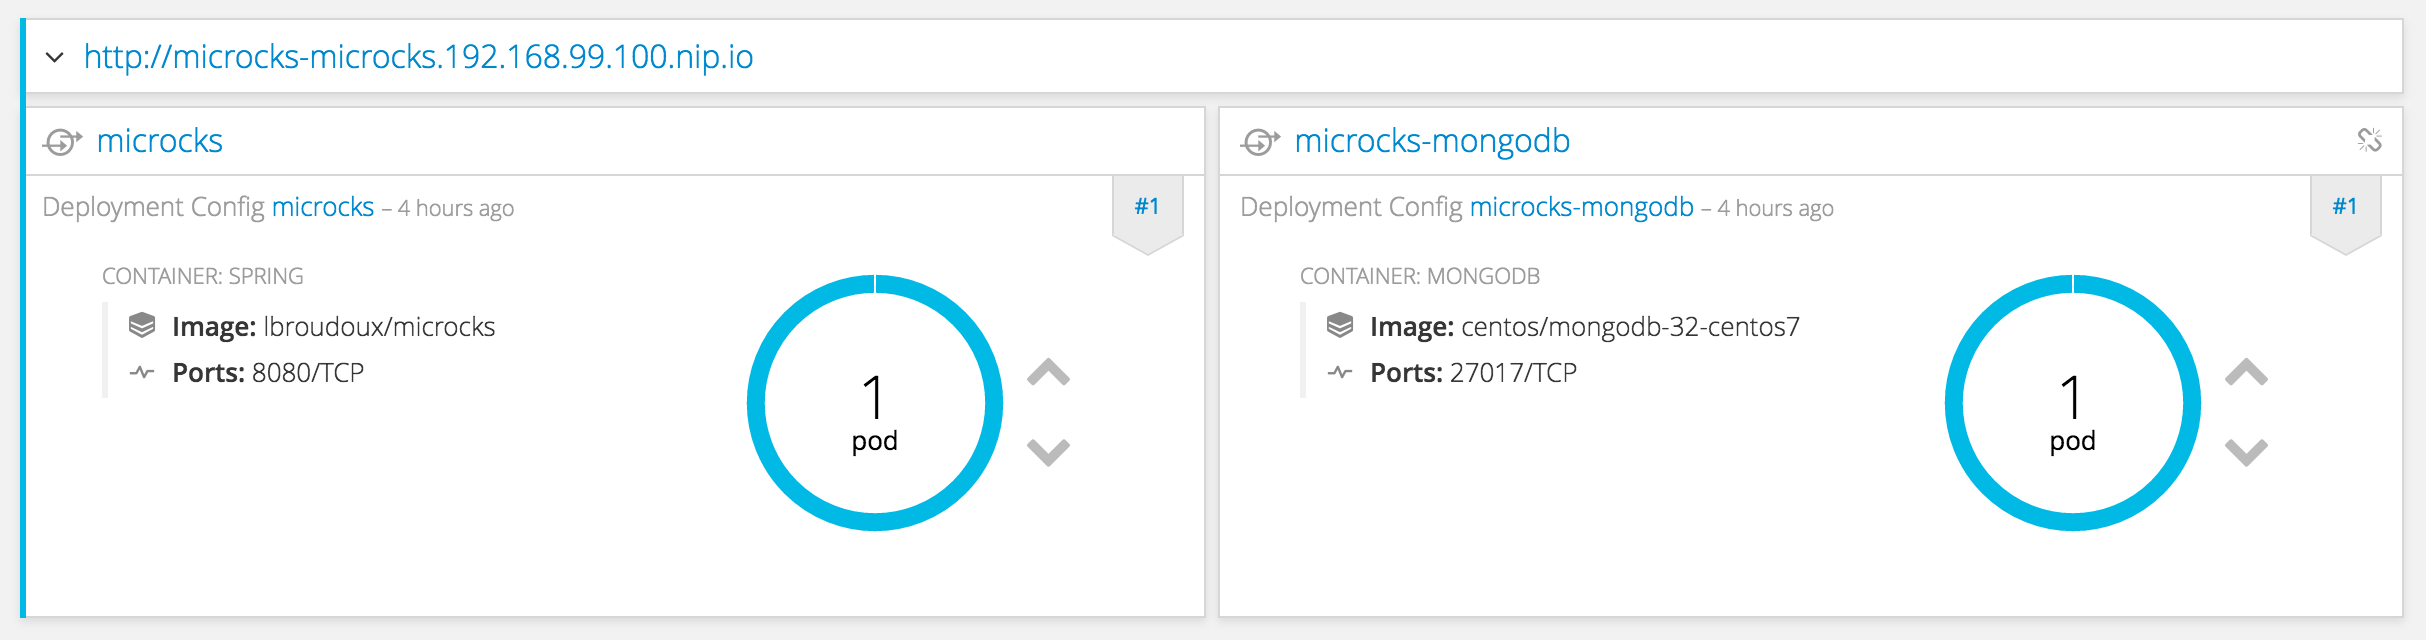 http://microcks-microcks.192.168.99.100.nip.io
microcks
Deployment Config microcks – 4 hours ago
#1
CONTAINER: SPRING
Image: lbroudoux/microcks
Ports: 8080/TCP
1
pod
microcks-mongodb
Deployment Config microcks-mongodb – 4 hours ago
#1
CONTAINER: MONGODB
Image: centos/mongodb-32-centos7
Ports: 27017/TCP
1
pod